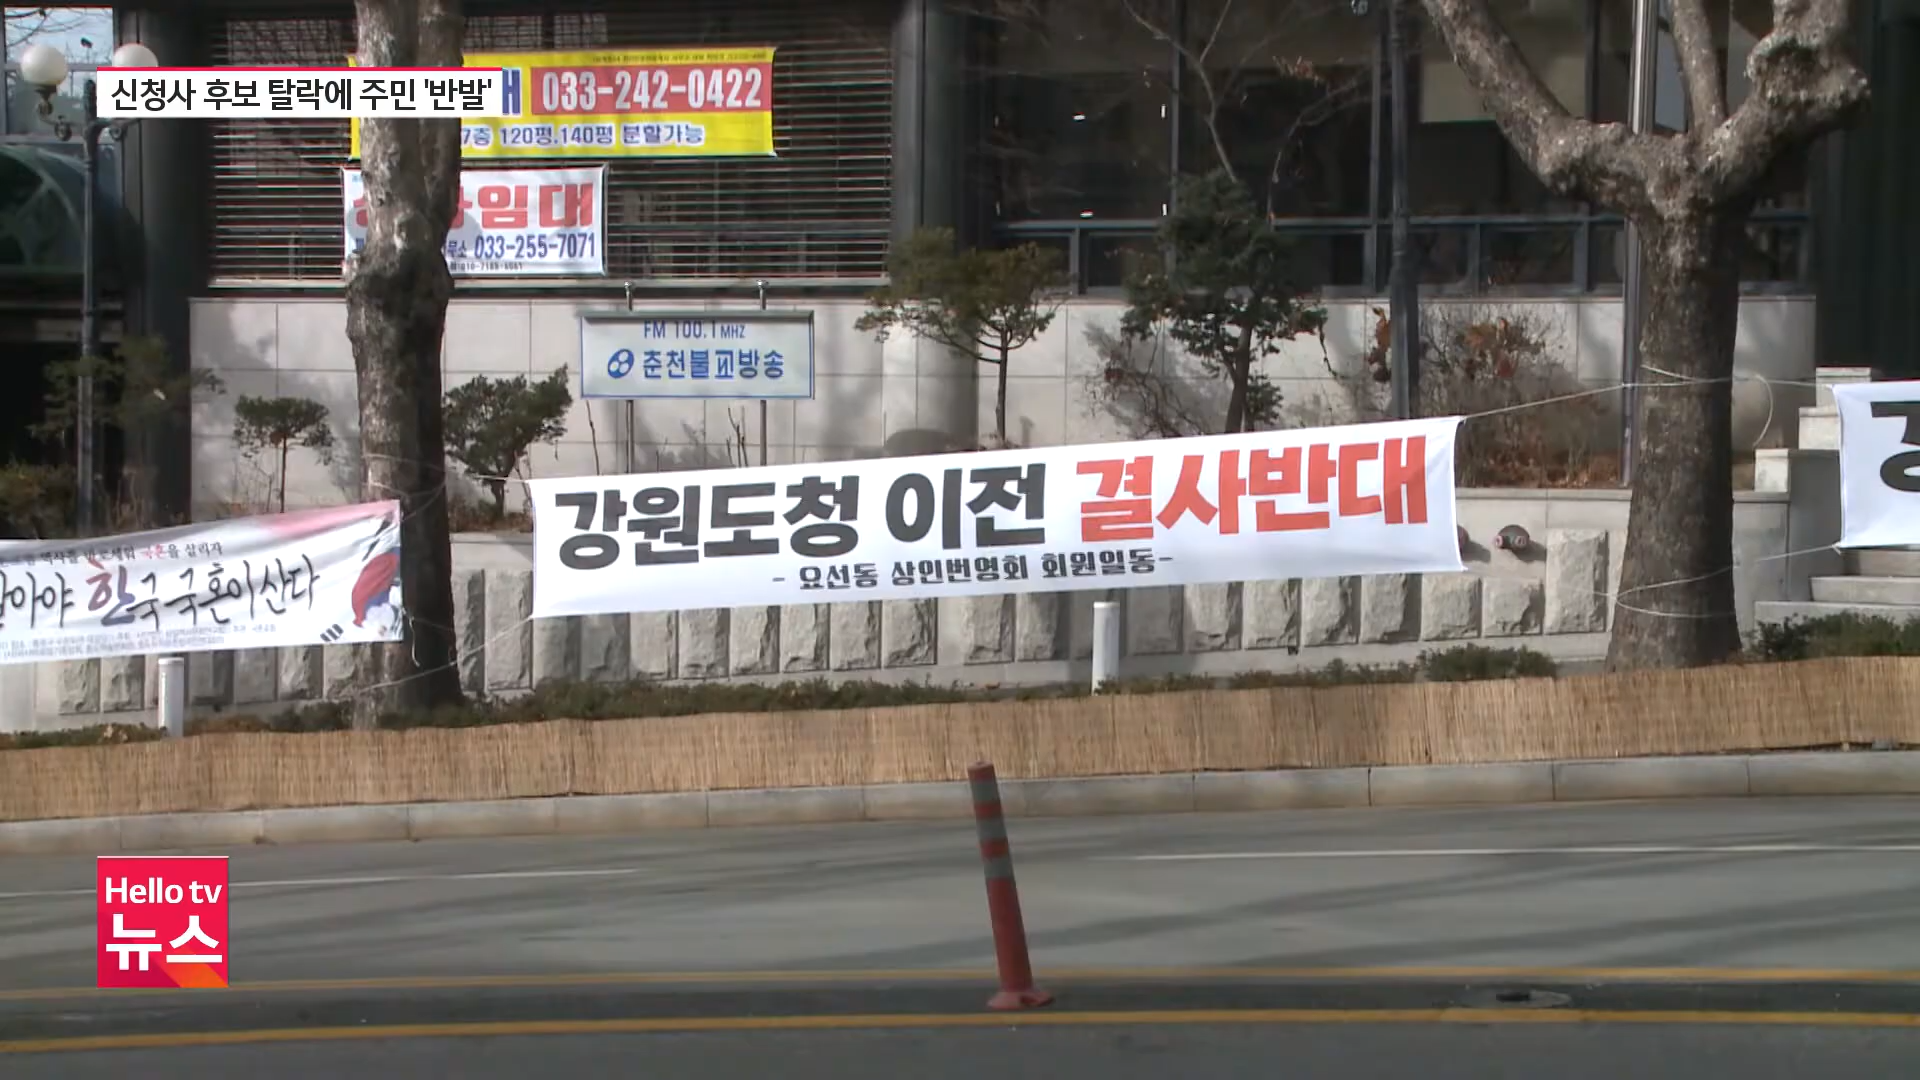 신청사 후보 탈락에 주민 '반발'
033-242-0422
7층 120평.140평 분할가능
임대
033-255-7071
FM 100.1 MHZ
춘천불교방송
강원도청 이전 결사반대
- 요선동 상인번영회 회원일동 -
살리자
한국 국혼이 산다
Hello tv
뉴스